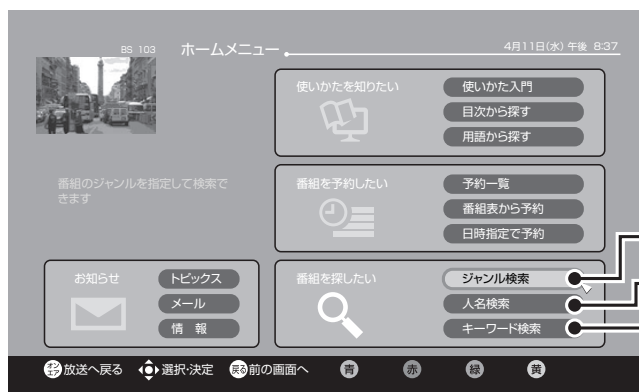 BS 103
ホームメニュー
4月11日(水) 午後 8:37
使いかたを知りたい
使いかた入門
目次から探す
用語から探す
番組のジャンルを指定して検索で
きます
番組を予約したい
予約一覧
番組表から予約
日時指定で予約
お知らせ
トピックス
メール
情 報
番組を探したい
ジャンル検索
人名検索
キーワード検索
オンエア 放送へ戻る 選択・決定 戻る 前の画面へ 青 赤 緑 黄